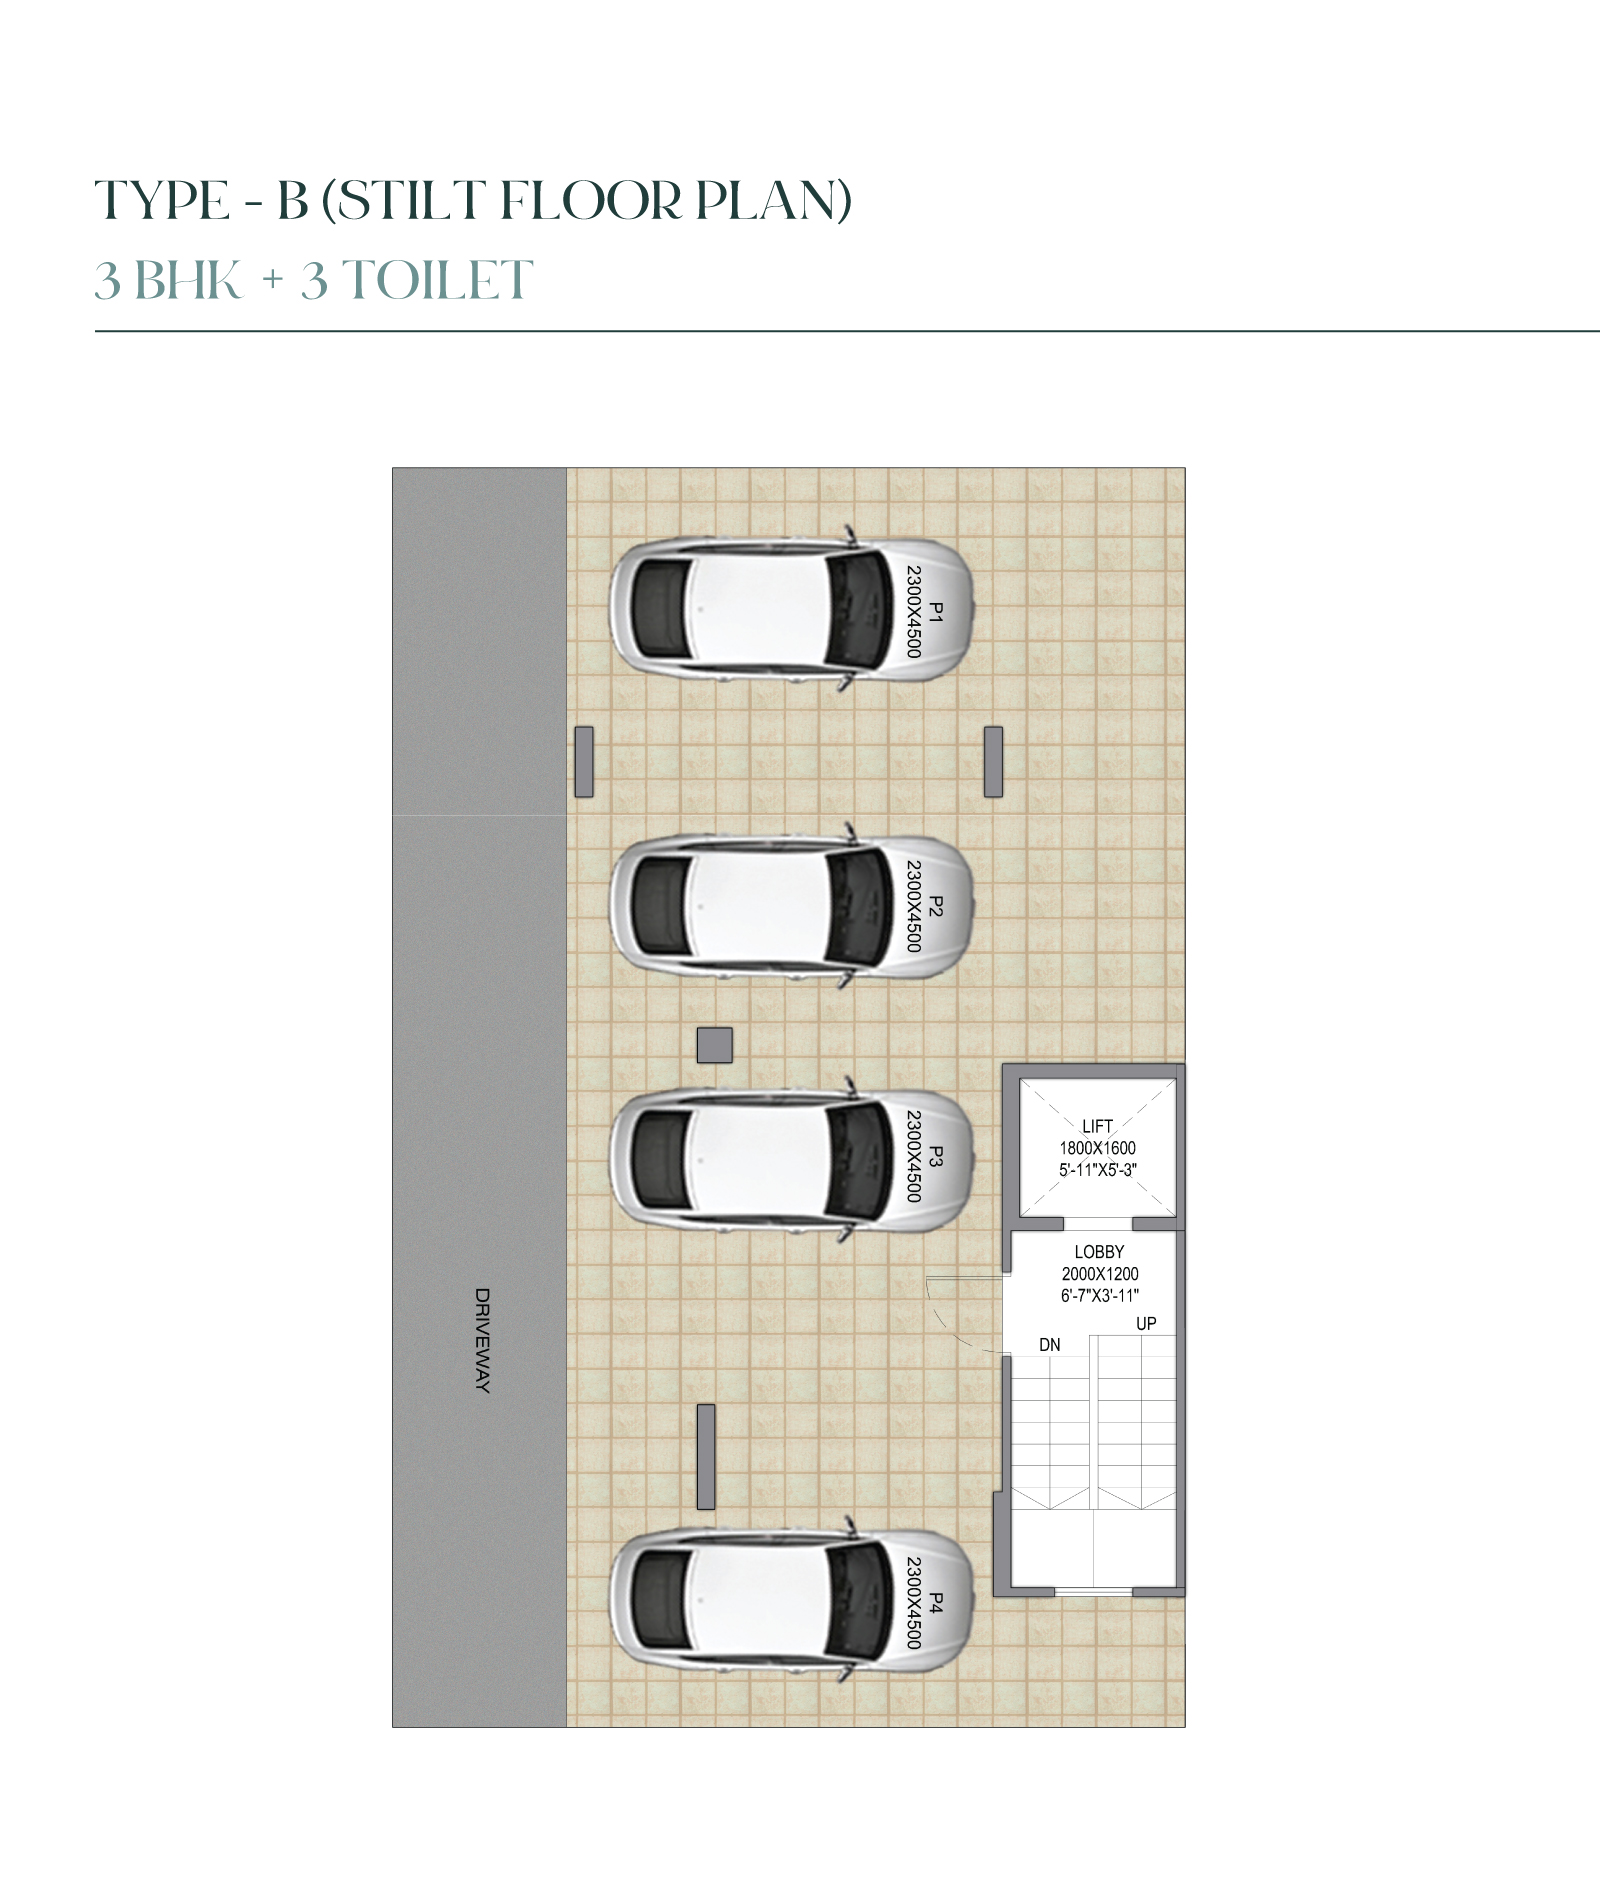 TYPE - B (STILT FLOOR PLAN)
3 BHK + 3 TOILET
P1
2300X4500
P2
2300X4500
P3
2300X4500
LIFT
1800X1600
5'-11"X5'-3"
LOBBY
2000X1200
6'-7"X3'-11"
UP
DN
DRIVEWAY
P4
2300X4500